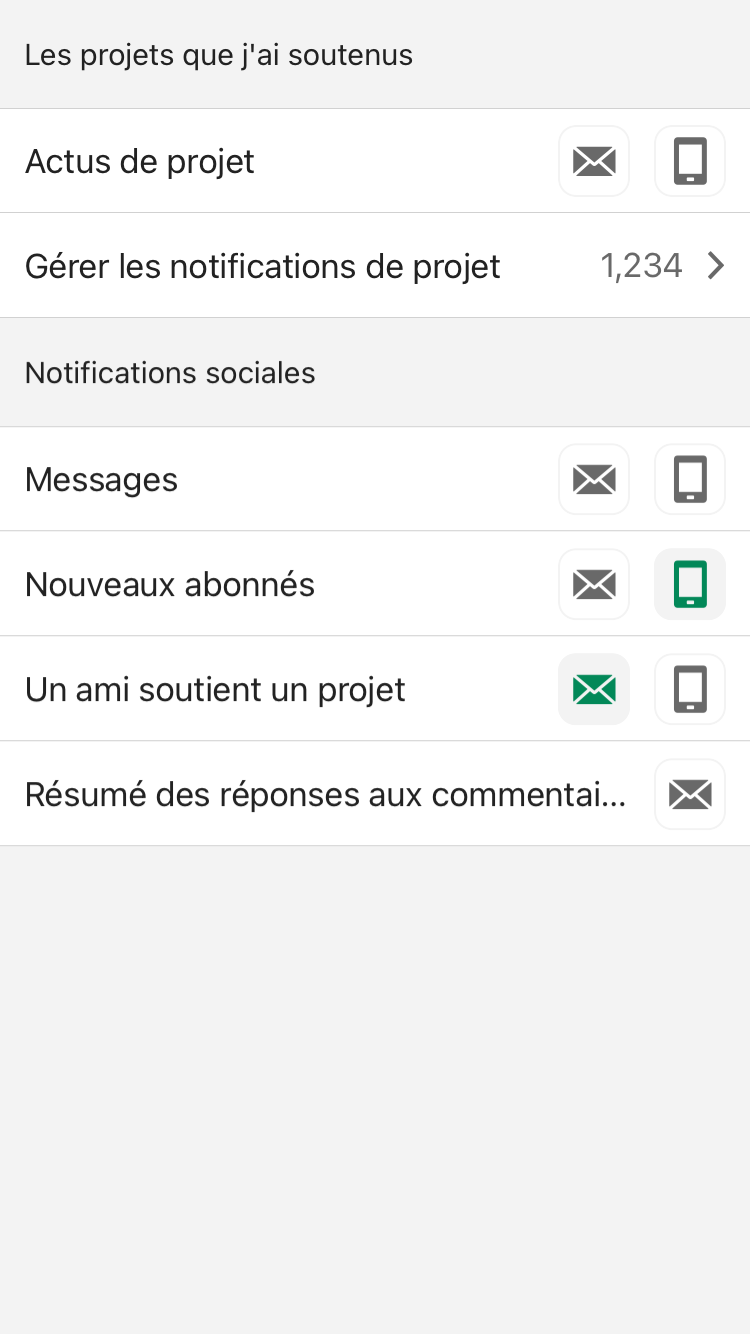 Les projets que j'ai soutenus
Actus de projet
Gérer les notifications de projet 1,234
Notifications sociales
Messages
Nouveaux abonnés
Un ami soutient un projet
Résumé des réponses aux commentai...